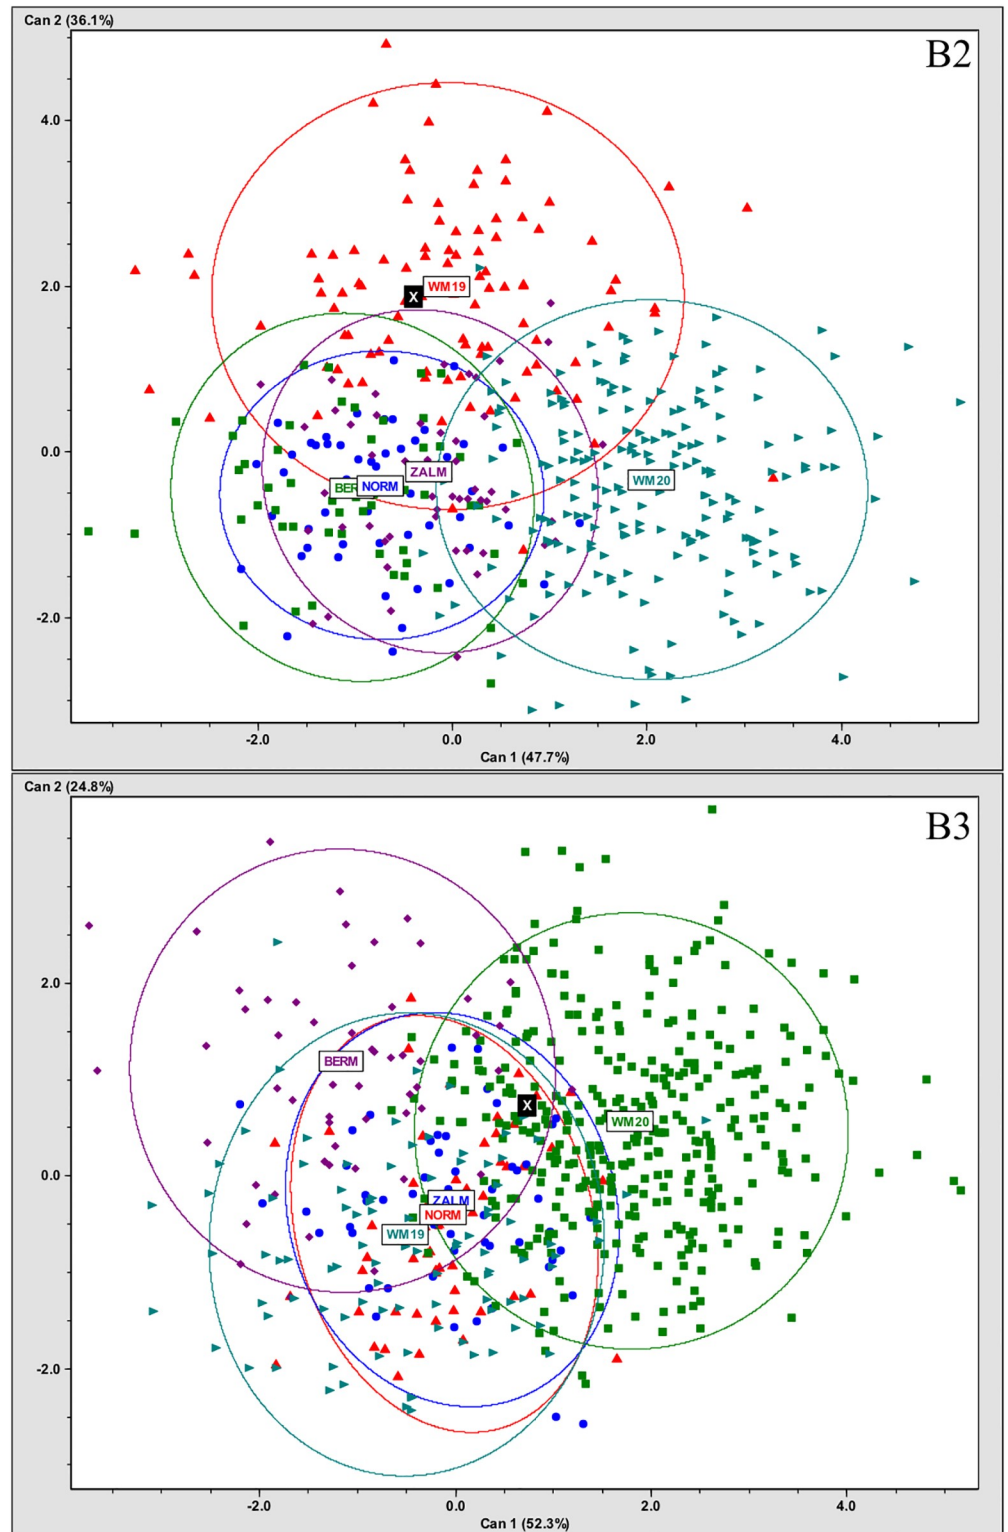 Can 2 (36.1%)
B2
4.0
WM19
X
2.0
0.0
ZALM
BER NORM
WM20
-2.0
-2.0 0.0 2.0 4.0
Can 1 (47.7%)
Can 2 (24.8%)
B3
2.0
BERM
X
WM20
0.0
ZALM
NORM
WM19
-2.0
-2.0 0.0 2.0 4.0
Can 1 (52.3%)